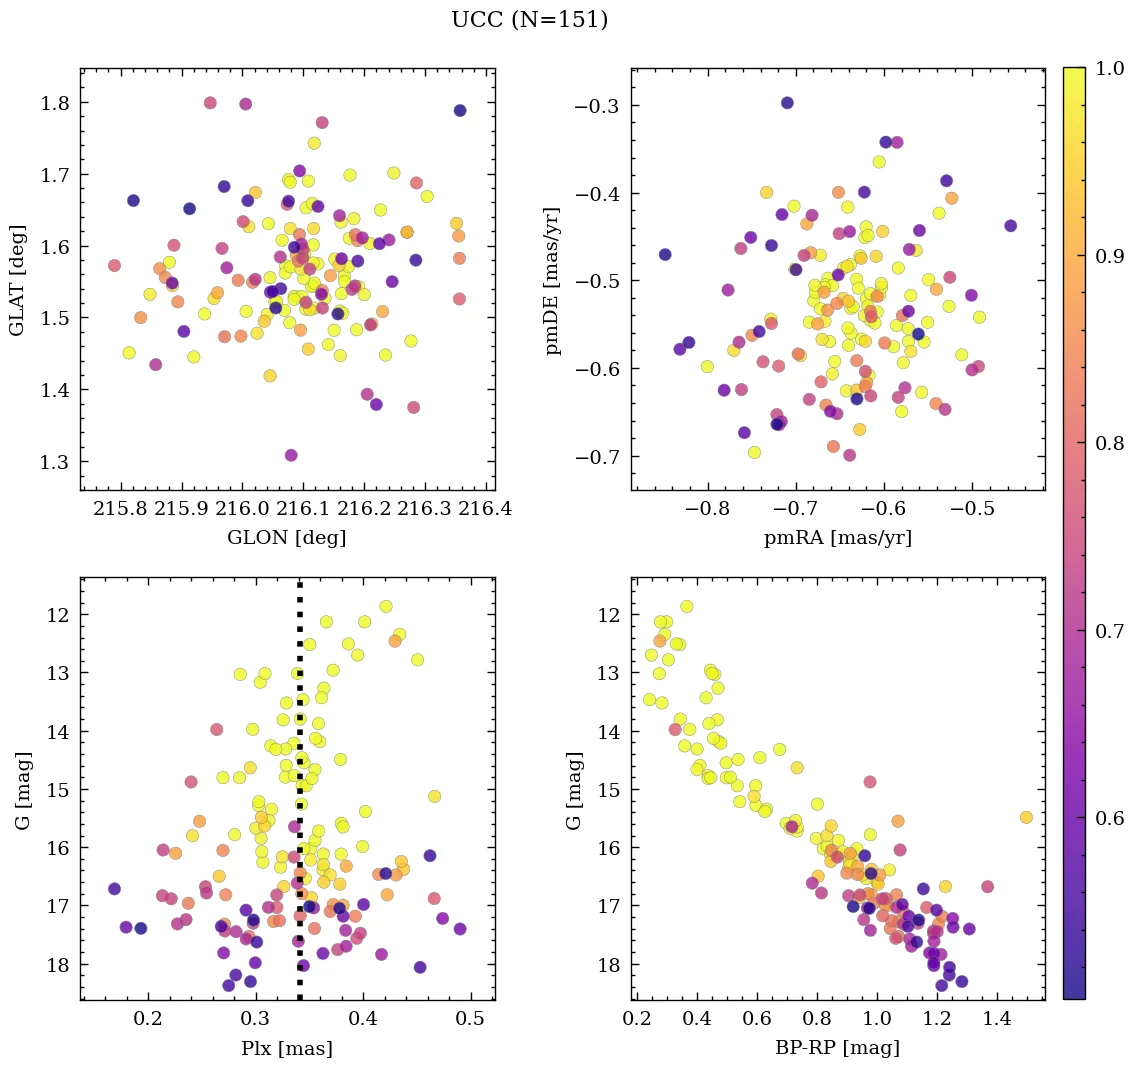 UCC (N=151)
1.8
1.7
1.6
1.5
1.4
1.3
GLAT [deg]
215.8 215.9 216.0 216.1 216.2 216.3 216.4
GLON [deg]
−0.3
−0.4
−0.5
−0.6
−0.7
pmDE [mas/yr]
−0.8 −0.7 −0.6 −0.5
pmRA [mas/yr]
12
13
14
15
16
17
18
G [mag]
0.2 0.3 0.4 0.5
Plx [mas]
12
13
14
15
16
17
18
G [mag]
0.2 0.4 0.6 0.8 1.0 1.2 1.4
BP-RP [mag]
1.0
0.9
0.8
0.7
0.6